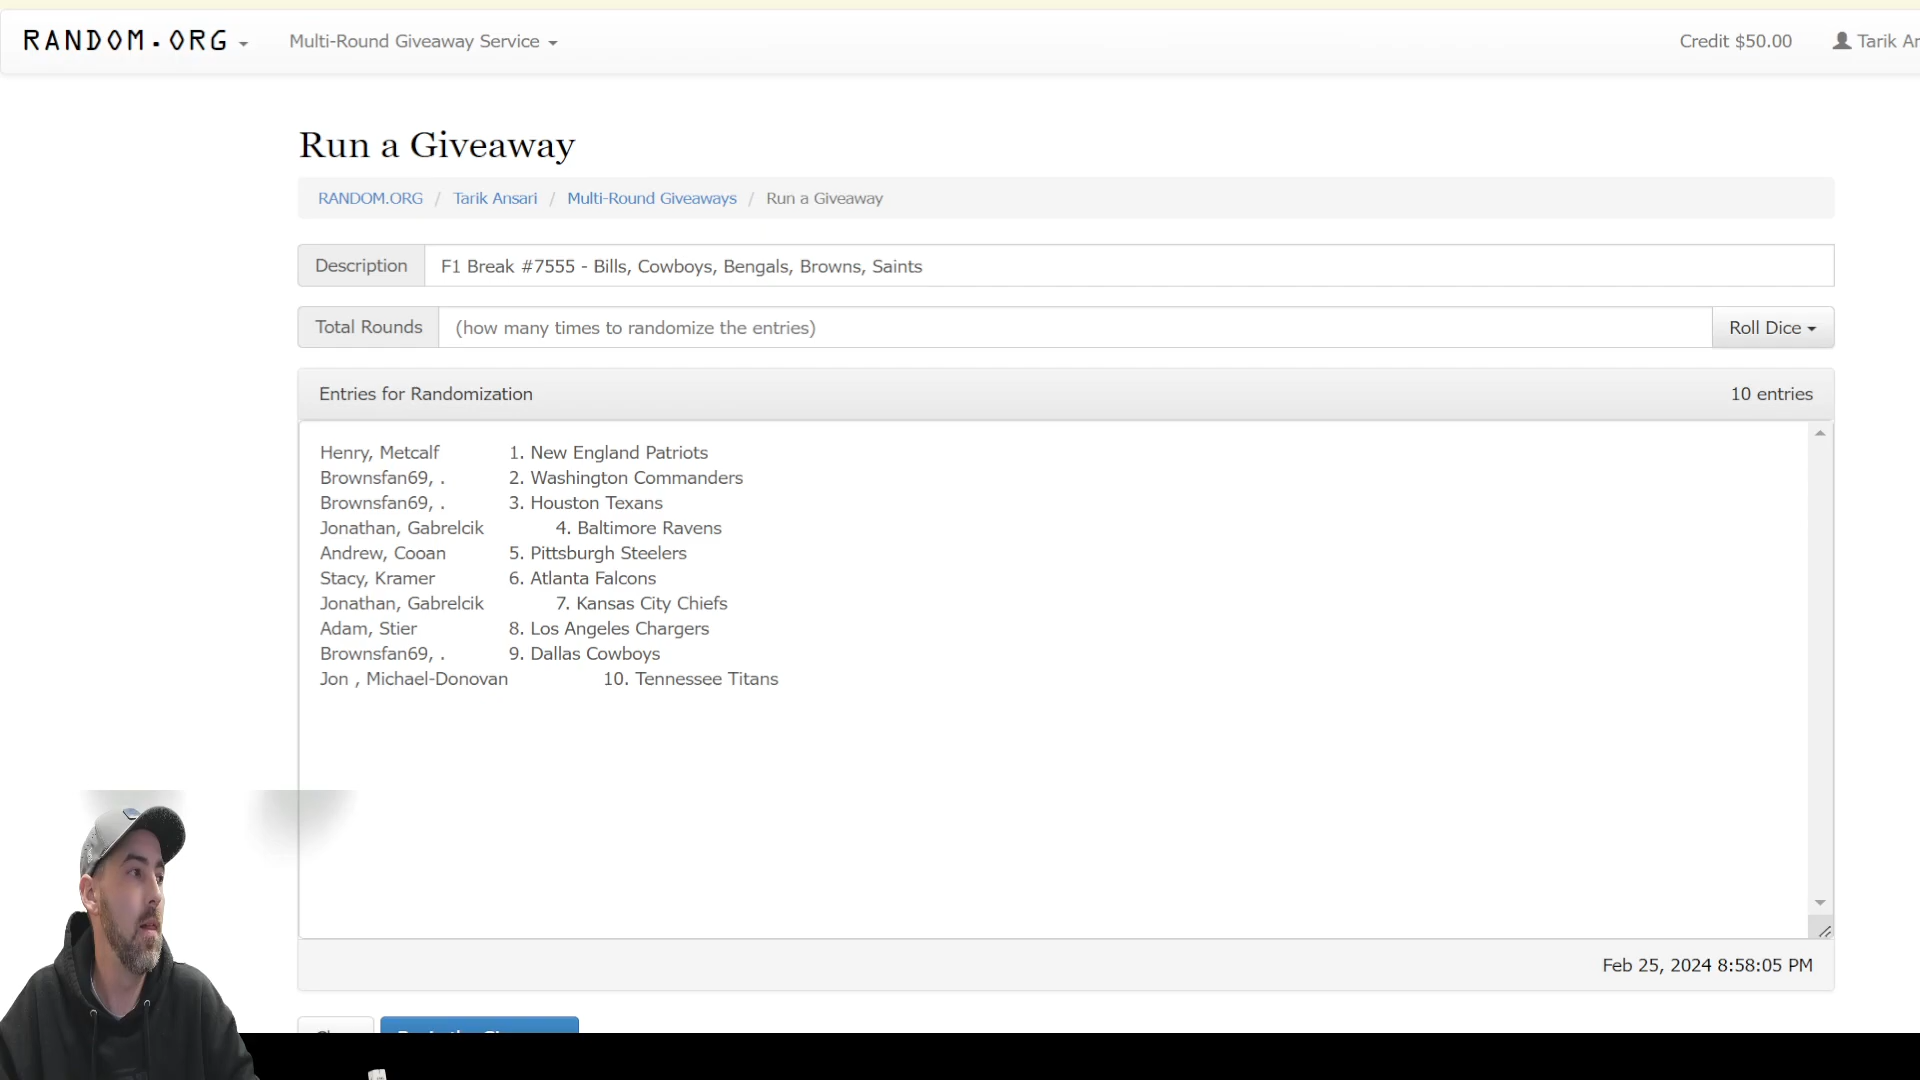 RANDOM.ORG Multi-Round Giveaway Service Credit $50.00 Tarik
Run a Giveaway
RANDOM.ORG / Tarik Ansari / Multi-Round Giveaways / Run a Giveaway
Description F1 Break #7555 - Bills, Cowboys, Bengals, Browns, Saints
Total Rounds (how many times to randomize the entries) Roll Dice
Entries for Randomization 10 entries
Henry, Metcalf 1. New England Patriots
Brownsfan69, . 2. Washington Commanders
Brownsfan69, . 3. Houston Texans
Jonathan, Gabrelcik 4. Baltimore Ravens
Andrew, Cooan 5. Pittsburgh Steelers
Stacy, Kramer 6. Atlanta Falcons
Jonathan, Gabrelcik 7. Kansas City Chiefs
Adam, Stier 8. Los Angeles Chargers
Brownsfan69, . 9. Dallas Cowboys
Jon , Michael-Donovan 10. Tennessee Titans
Feb 25, 2024 8:58:05 PM